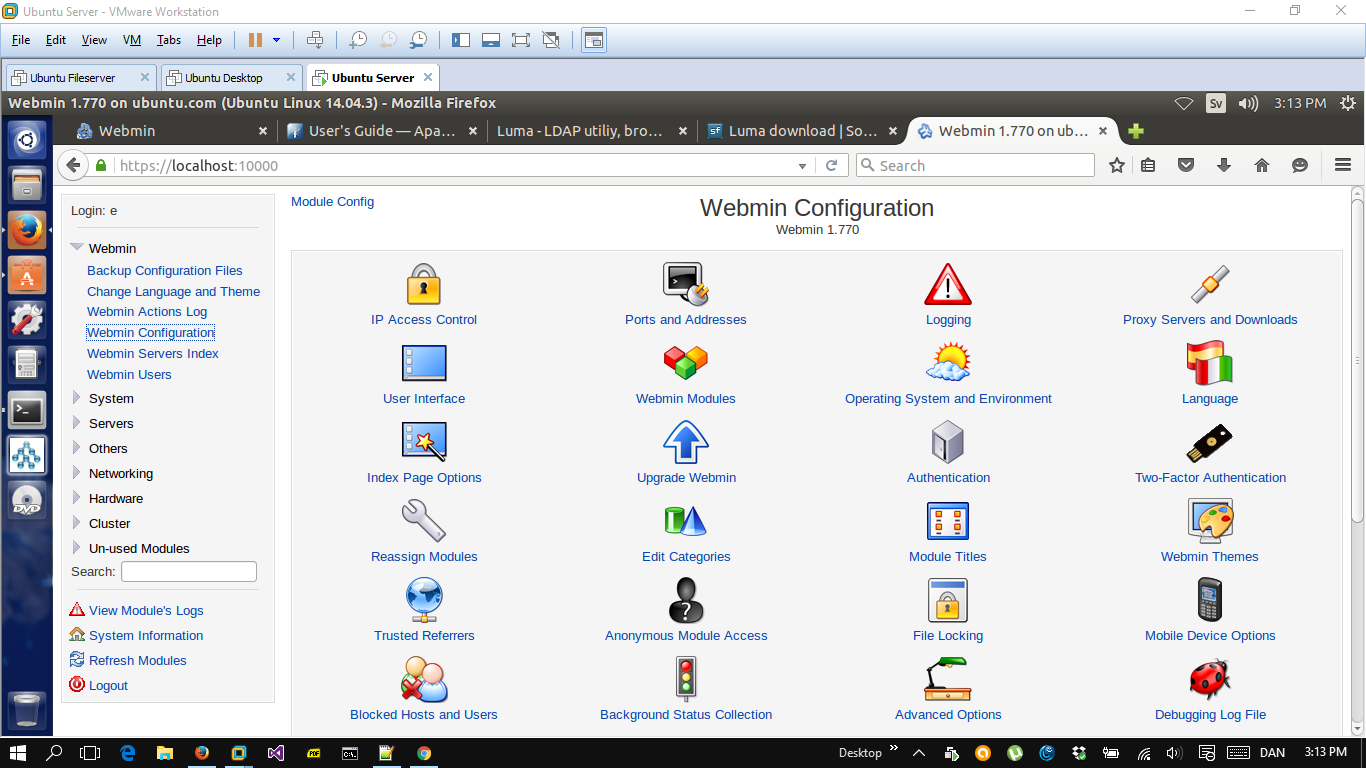 Ubuntu Server - VMware Workstation
File Edit View VM Tabs Help
Ubuntu Fileserver
Ubuntu Desktop
Ubuntu Server
Webmin 1.770 on ubuntu.com (Ubuntu Linux 14.04.3) - Mozilla Firefox
Sv
3:13 PM
Webmin
User's Guide — Apa...
Luma - LDAP utiliy, bro...
sf
Luma download | So...
Webmin 1.770 on ub...
https://localhost:10000
Search
Login: e
Webmin
Backup Configuration Files
Change Language and Theme
Webmin Actions Log
Webmin Configuration
Webmin Servers Index
Webmin Users
System
Servers
Others
Networking
Hardware
Cluster
Un-used Modules
Search:
View Module's Logs
System Information
Refresh Modules
Logout
Module Config
Webmin Configuration
Webmin 1.770
IP Access Control
Ports and Addresses
Logging
Proxy Servers and Downloads
User Interface
Webmin Modules
Operating System and Environment
Language
Index Page Options
Upgrade Webmin
Authentication
Two-Factor Authentication
Reassign Modules
Edit Categories
Module Titles
Webmin Themes
Trusted Referrers
Anonymous Module Access
File Locking
Mobile Device Options
Blocked Hosts and Users
Background Status Collection
Advanced Options
Debugging Log File
DVD
PDF
Desktop
DAN
3:13 PM